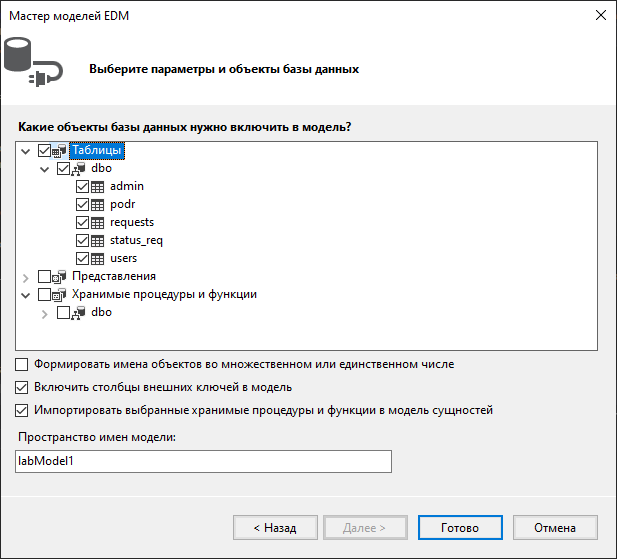 Мастер моделей EDM
Выберите параметры и объекты базы данных
Какие объекты базы данных нужно включить в модель?
Таблицы
dbo
admin
podr
requests
status_req
users
Представления
Хранимые процедуры и функции
dbo
Формировать имена объектов во множественном или единственном числе
Включить столбцы внешних ключей в модель
Импортировать выбранные хранимые процедуры и функции в модель сущностей
Пространство имен модели:
labModel1
< Назад Далее > Готово Отмена